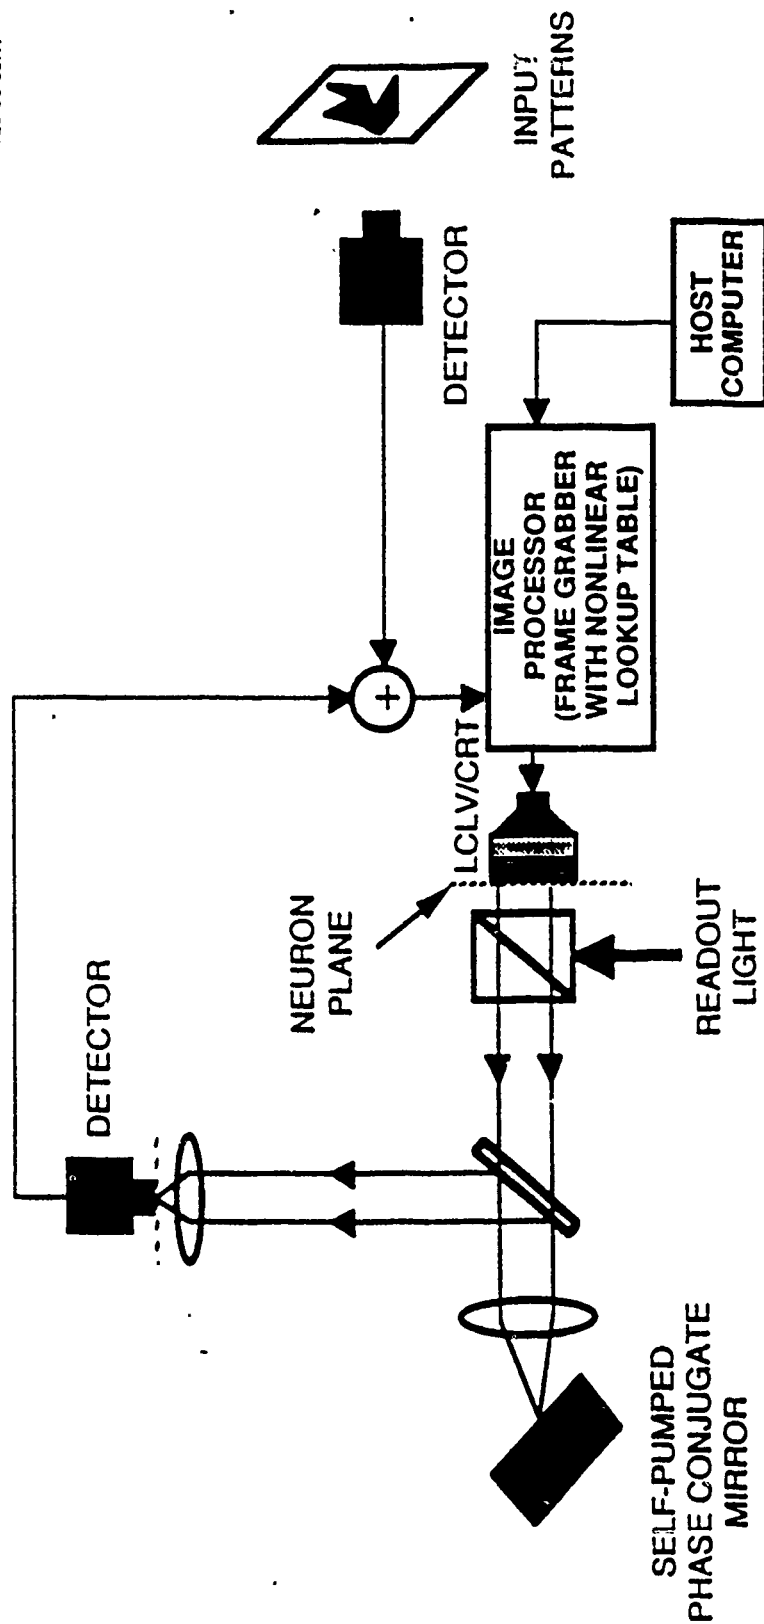 INPUT
PATTERNS
DETECTOR
HOST
COMPUTER
IMAGE
PROCESSOR
(FRAME GRABBER
WITH NONLINEAR
LOOKUP TABLE)
+
LCLV/CRT
NEURON
PLANE
READOUT
LIGHT
DETECTOR
SELF-PUMPED
PHASE CONJUGATE
MIRROR